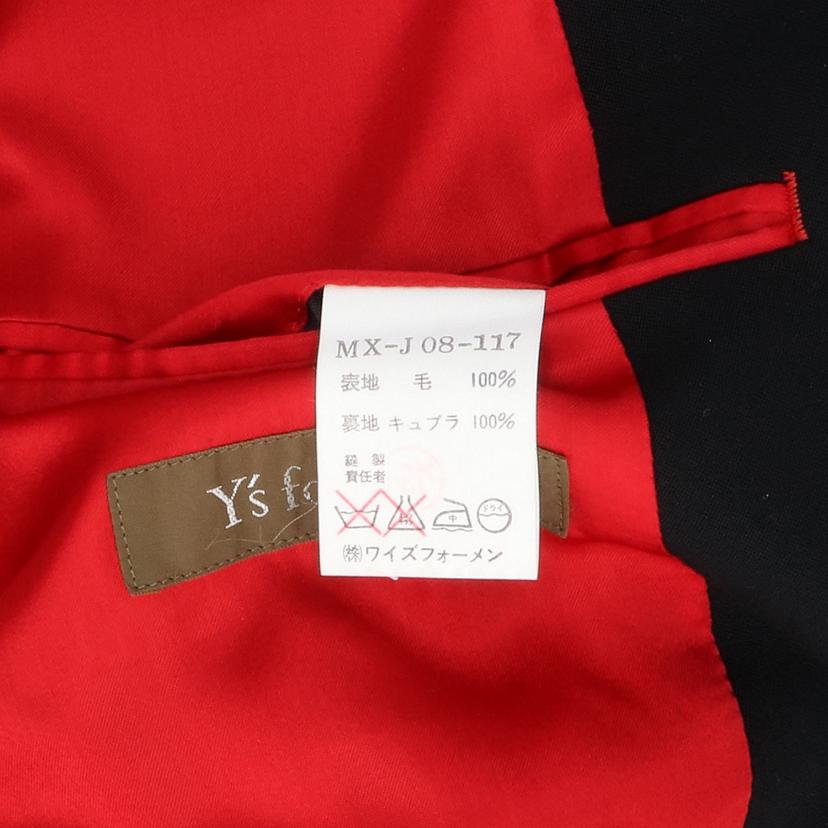 MX-J 08-117
表地 毛 100%
裏地 キュプラ 100%
縫製
責任者
中 ドライ
㈱ワイズフォーメン
Y's fo